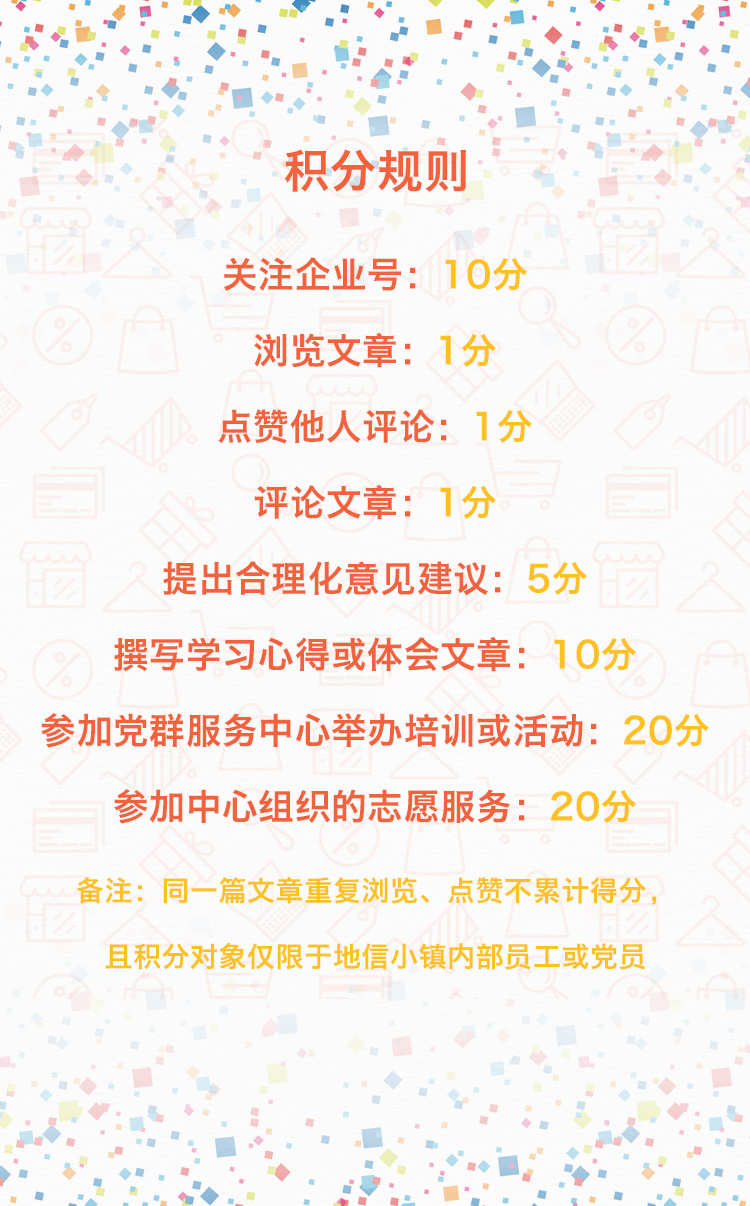 积分规则
关注企业号：10分
浏览文章：1分
点赞他人评论：1分
评论文章：1分
提出合理化意见建议：5分
撰写学习心得或体会文章：10分
参加党群服务中心举办培训或活动：20分
参加中心组织的志愿服务：20分
备注：同一篇文章重复浏览、点赞不累计得分，
且积分对象仅限于地信小镇内部员工或党员